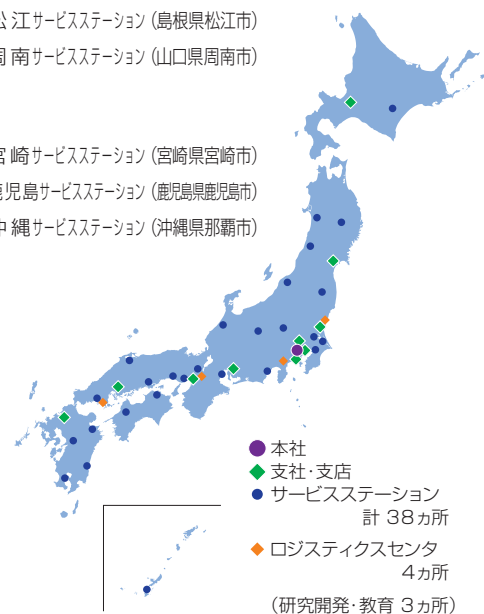 江サービスステーション(島根県松江市)
南サービスステーション(山口県周南市)
崎サービスステーション(宮崎県宮崎市)
児島サービスステーション(鹿児島県鹿児島市)
縄サービスステーション(沖縄県那覇市)
本社
支社・支店
サービスステーション
計 38ヵ所
ロジスティクスセンタ
4ヵ所
(研究開発・教育 3ヵ所)